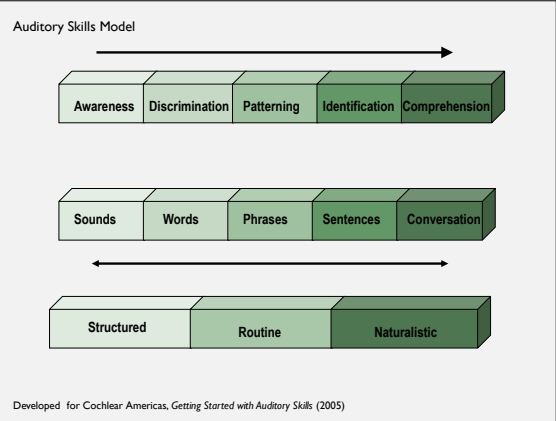 Auditory Skills Model
Awareness Discrimination Patterning Identification Comprehension
Sounds Words Phrases Sentences Conversation
Structured Routine Naturalistic
Developed for Cochlear Americas, Getting Started with Auditory Skills (2005)